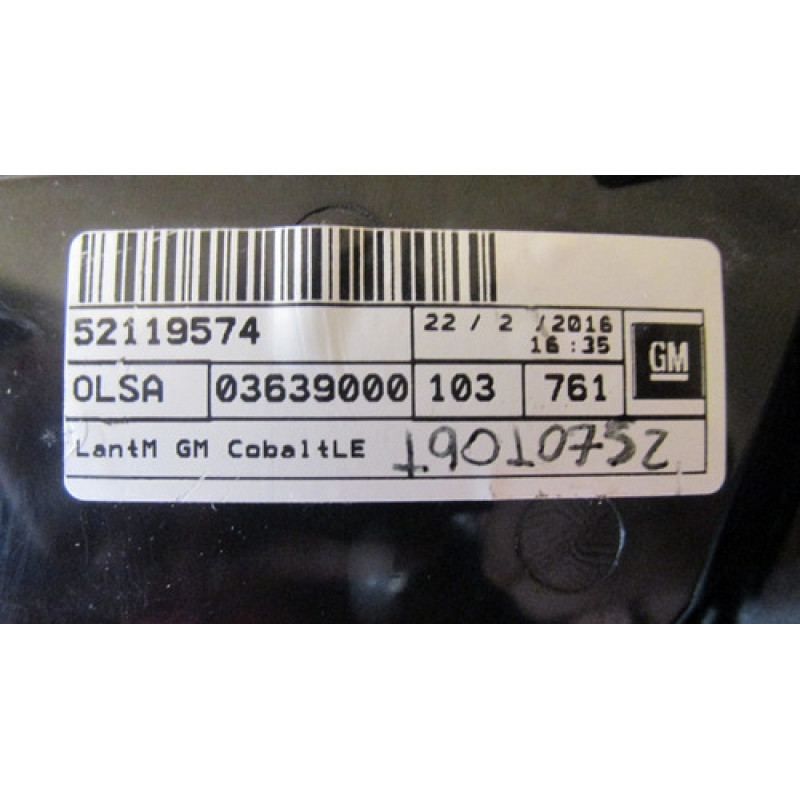 52119574
22 / 2 / 2016
16:35
GM
OLSA 03639000 103 761
LantM GM CobaltLE 19010752